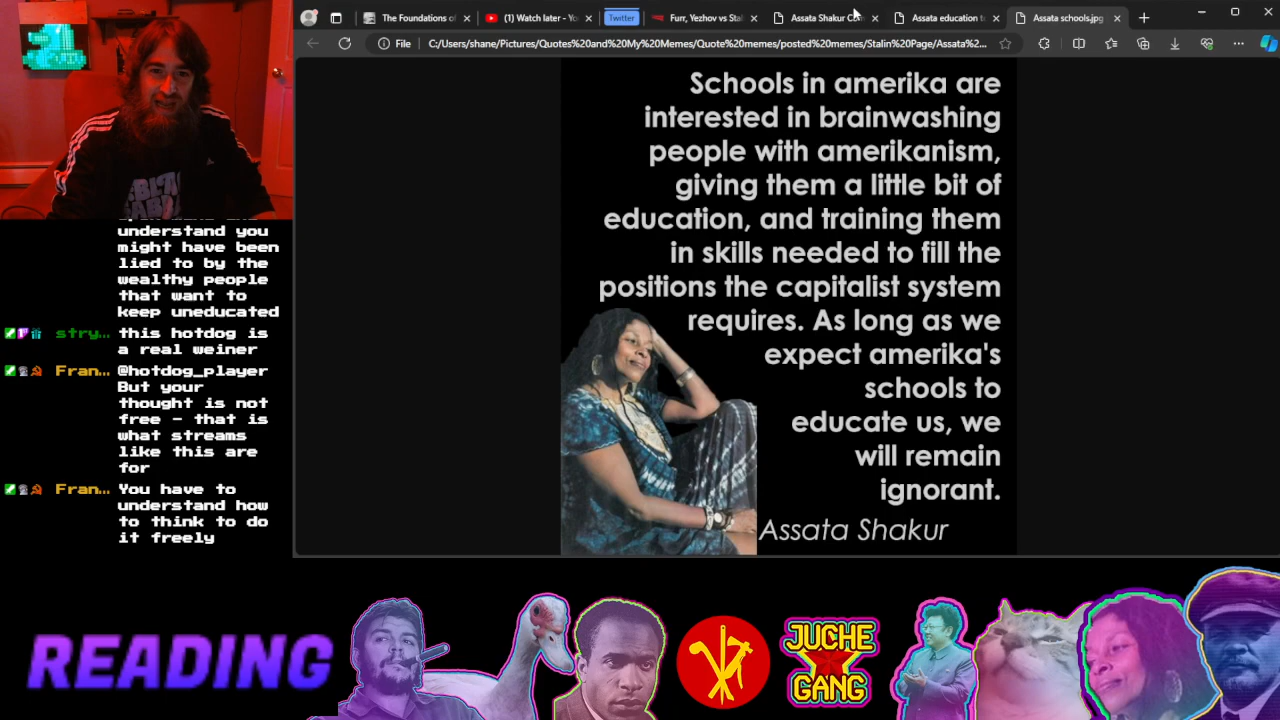 The Foundations of
(1) Watch later - Yo
Twitter
Furr, Yezhov vs Stal
Assata Shakur C
Assata education t
Assata schools.jpg
File
C:/Users/shane/Pictures/Quotes%20and%20My%20Memes/Quote%20memes/posted%20memes/Stalin%20Page/Assata%2...
Schools in amerika are
interested in brainwashing
people with amerikanism,
giving them a little bit of
education, and training them
in skills needed to fill the
positions the capitalist system
requires. As long as we
expect amerika's
schools to
educate us, we
will remain
ignorant.
Assata Shakur
understand you
might have been
lied to by the
wealthy people
that want to
keep uneducated
stry... this hotdog is
a real weiner
Fran... @hotdog_player
But your
thought is not
free - that is
what streams
like this are
for
Fran... You have to
understand how
to think to do
it freely
READING
JUCHE
GANG